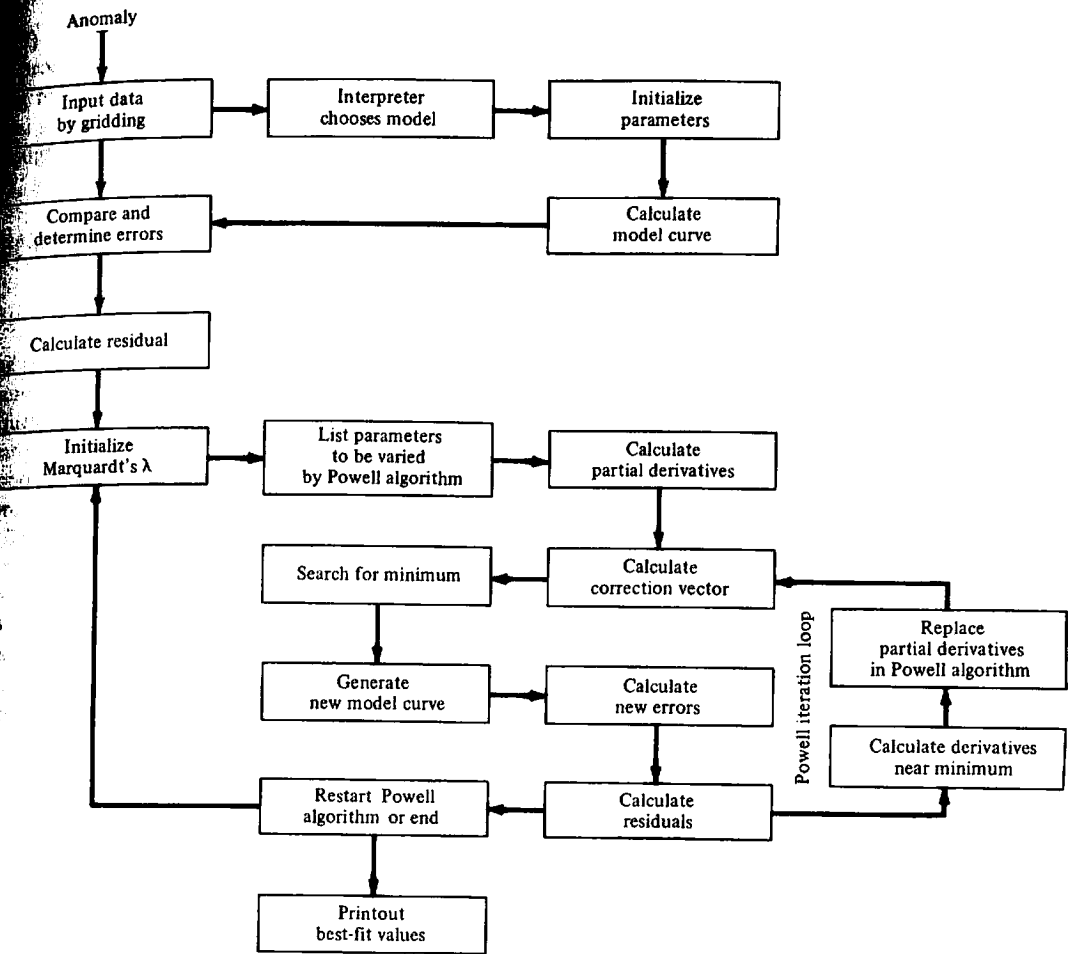 Anomaly
Input data
by gridding
Interpreter
chooses model
Initialize
parameters
Compare and
determine errors
Calculate
model curve
Calculate residual
Initialize
Marquardt's λ
List parameters
to be varied
by Powell algorithm
Calculate
partial derivatives
Search for minimum
Calculate
correction vector
Replace
partial derivatives
in Powell algorithm
Powell iteration loop
Generate
new model curve
Calculate
new errors
Calculate derivatives
near minimum
Restart Powell
algorithm or end
Calculate
residuals
Printout
best-fit values